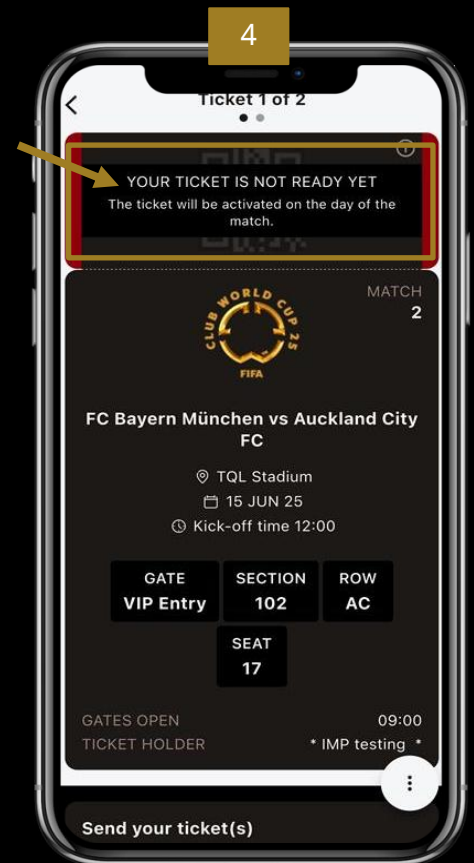 4
Ticket 1 of 2
YOUR TICKET IS NOT READY YET
The ticket will be activated on the day of the
match.
MATCH
2
CLUB WORLD CUP 25
FIFA
FC Bayern München vs Auckland City
FC
TQL Stadium
15 JUN 25
Kick-off time 12:00
GATE SECTION ROW
VIP Entry 102 AC
SEAT
17
GATES OPEN 09:00
TICKET HOLDER * IMP testing *
Send your ticket(s)